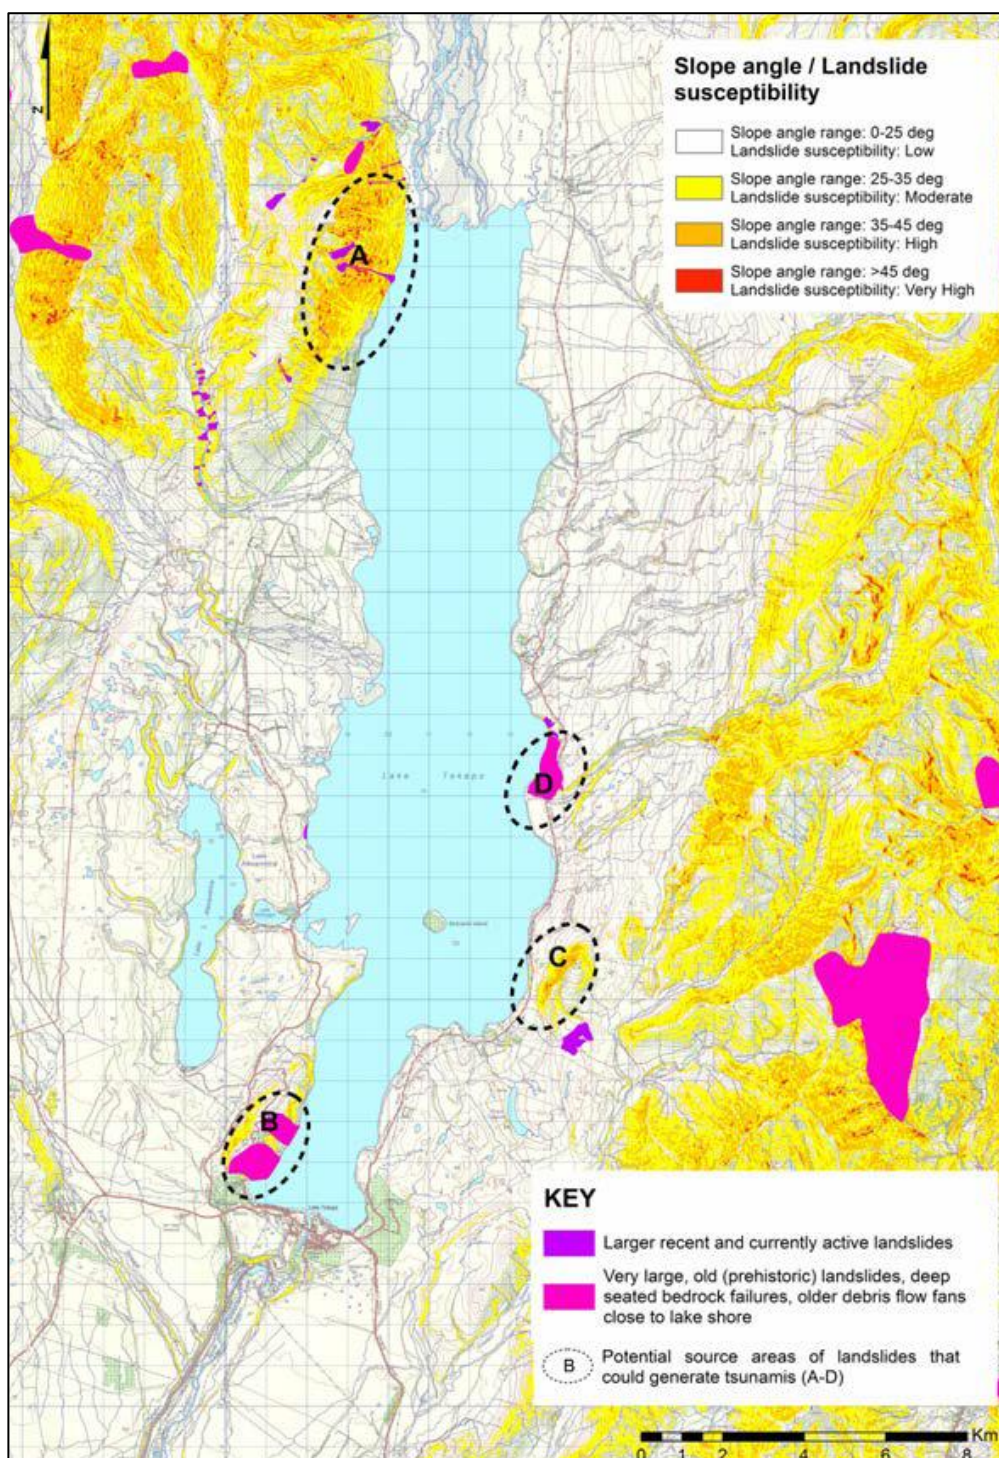 Slope angle / Landslide
susceptibility
Slope angle range: 0-25 deg
Landslide susceptibility: Low
Slope angle range: 25-35 deg
Landslide susceptibility: Moderate
Slope angle range: 35-45 deg
Landslide susceptibility: High
Slope angle range: >45 deg
Landslide susceptibility: Very High
N
A
Lake Tekapo
D
C
B
KEY
Larger recent and currently active landslides
Very large, old (prehistoric) landslides, deep
seated bedrock failures, older debris flow fans
close to lake shore
B
Potential source areas of landslides that
could generate tsunamis (A-D)
Km
0 1 2 4 6 8